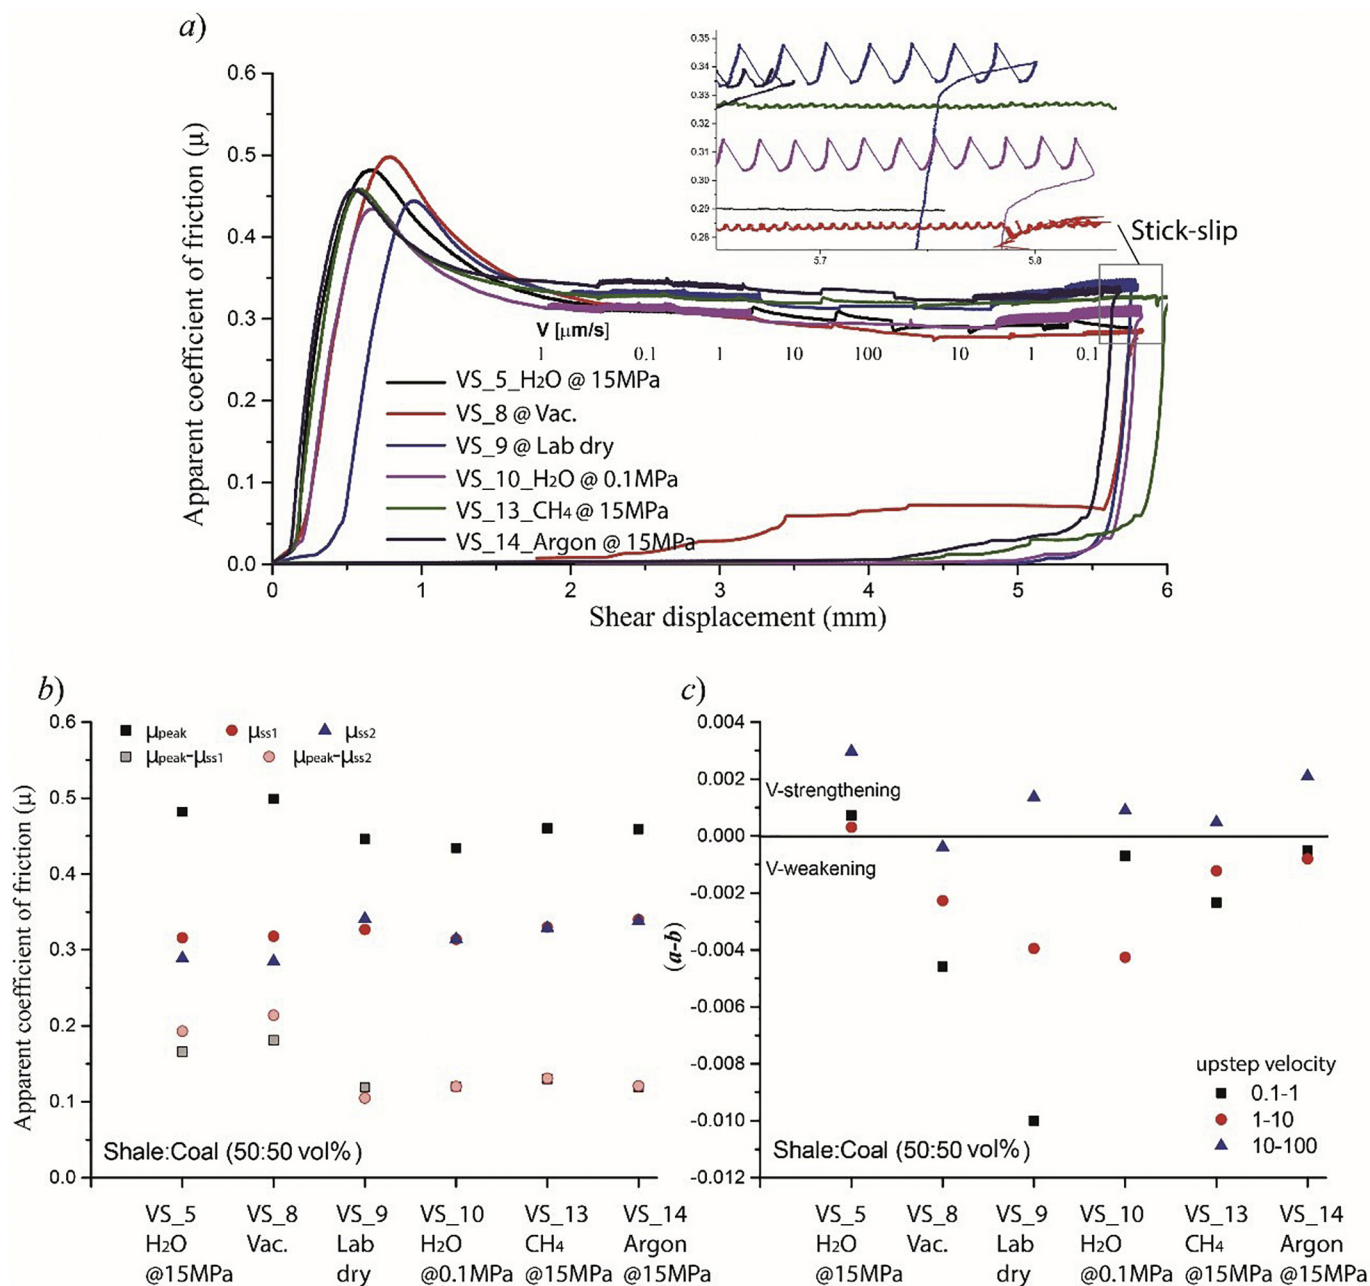 a)
0.6
0.5
0.4
0.3
0.2
0.1
0.0
Apparent coefficient of friction (μ)
0.35
0.34
0.33
0.32
0.31
0.30
0.29
0.28
5.7
5.8
Stick-slip
V [μm/s]
1 0.1 1 10 100 10 1 0.1
VS_5_H₂O @ 15MPa
VS_8 @ Vac.
VS_9 @ Lab dry
VS_10_H₂O @ 0.1MPa
VS_13_CH₄ @ 15MPa
VS_14_Argon @ 15MPa
0 1 2 3 4 5 6
Shear displacement (mm)
b)
0.6
0.5
0.4
0.3
0.2
0.1
0.0
Apparent coefficient of friction (μ)
μpeak μss1 μss2
μpeak-μss1 μpeak-μss2
Shale:Coal (50:50 vol%)
VS_5 VS_8 VS_9 VS_10 VS_13 VS_14
H₂O Vac. Lab H₂O CH₄ Argon
@15MPa dry @0.1MPa @15MPa @15MPa
c)
0.004
0.002
0.000
-0.002
-0.004
-0.006
-0.008
-0.010
-0.012
(a-b)
V-strengthening
V-weakening
upstep velocity
0.1-1
1-10
10-100
Shale:Coal (50:50 vol%)
VS_5 VS_8 VS_9 VS_10 VS_13 VS_14
H₂O Vac. Lab H₂O CH₄ Argon
@15MPa dry @0.1MPa @15MPa @15MPa